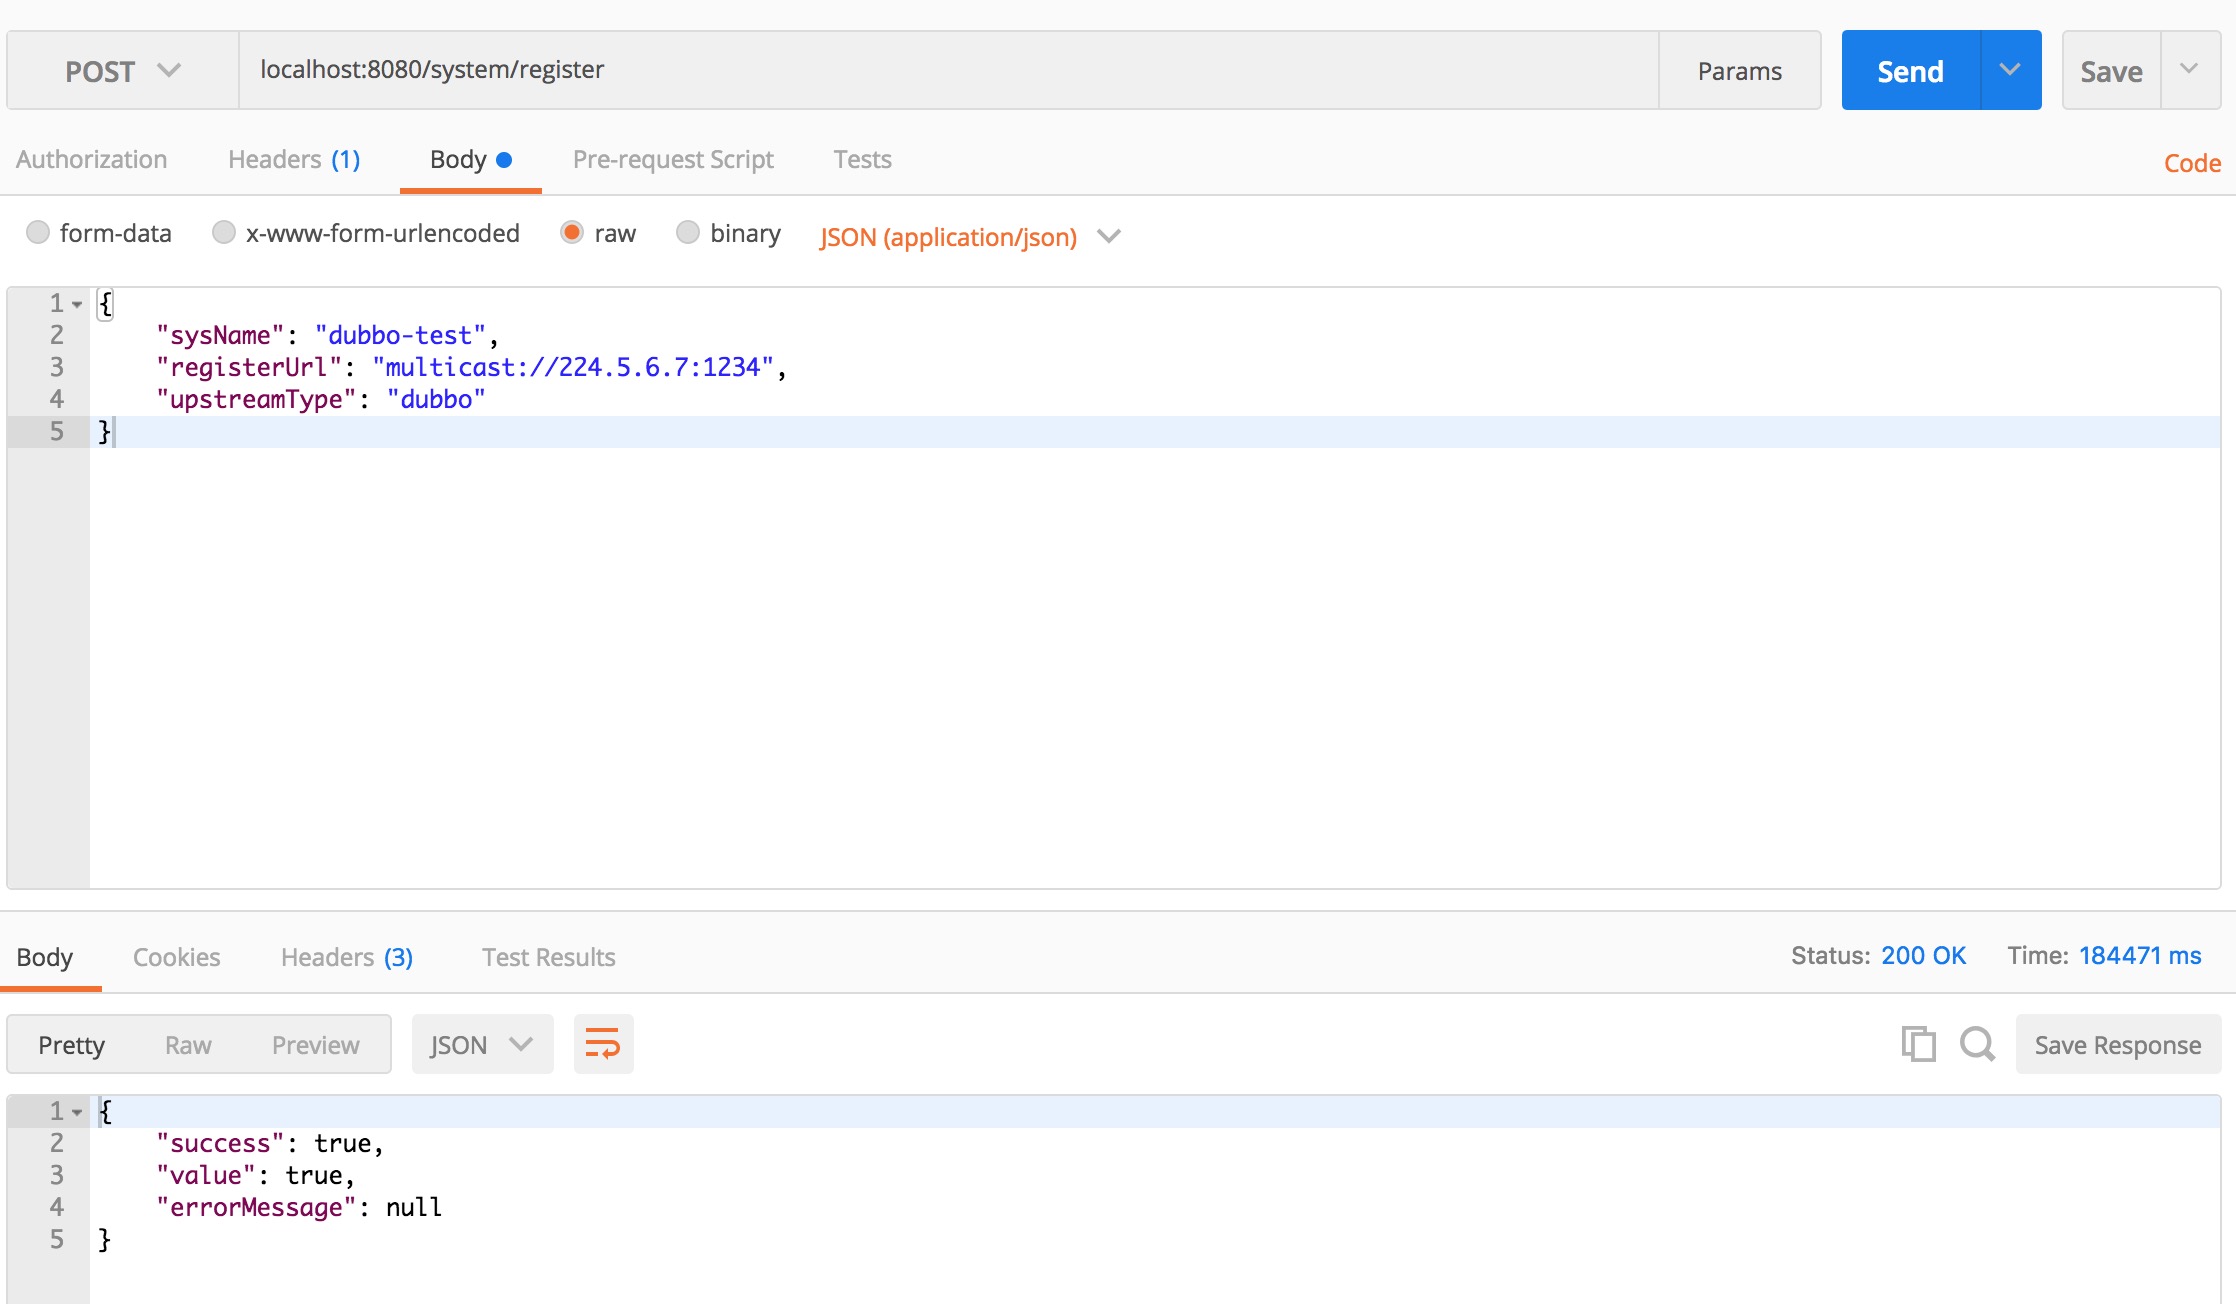 POST localhost:8080/system/register Params Send Save
Authorization Headers (1) Body Pre-request Script Tests Code
form-data x-www-form-urlencoded raw binary JSON (application/json)
1 {
2 "sysName": "dubbo-test",
3 "registerUrl": "multicast://224.5.6.7:1234",
4 "upstreamType": "dubbo"
5 }
Body Cookies Headers (3) Test Results Status: 200 OK Time: 184471 ms
Pretty Raw Preview JSON Save Response
1 {
2 "success": true,
3 "value": true,
4 "errorMessage": null
5 }